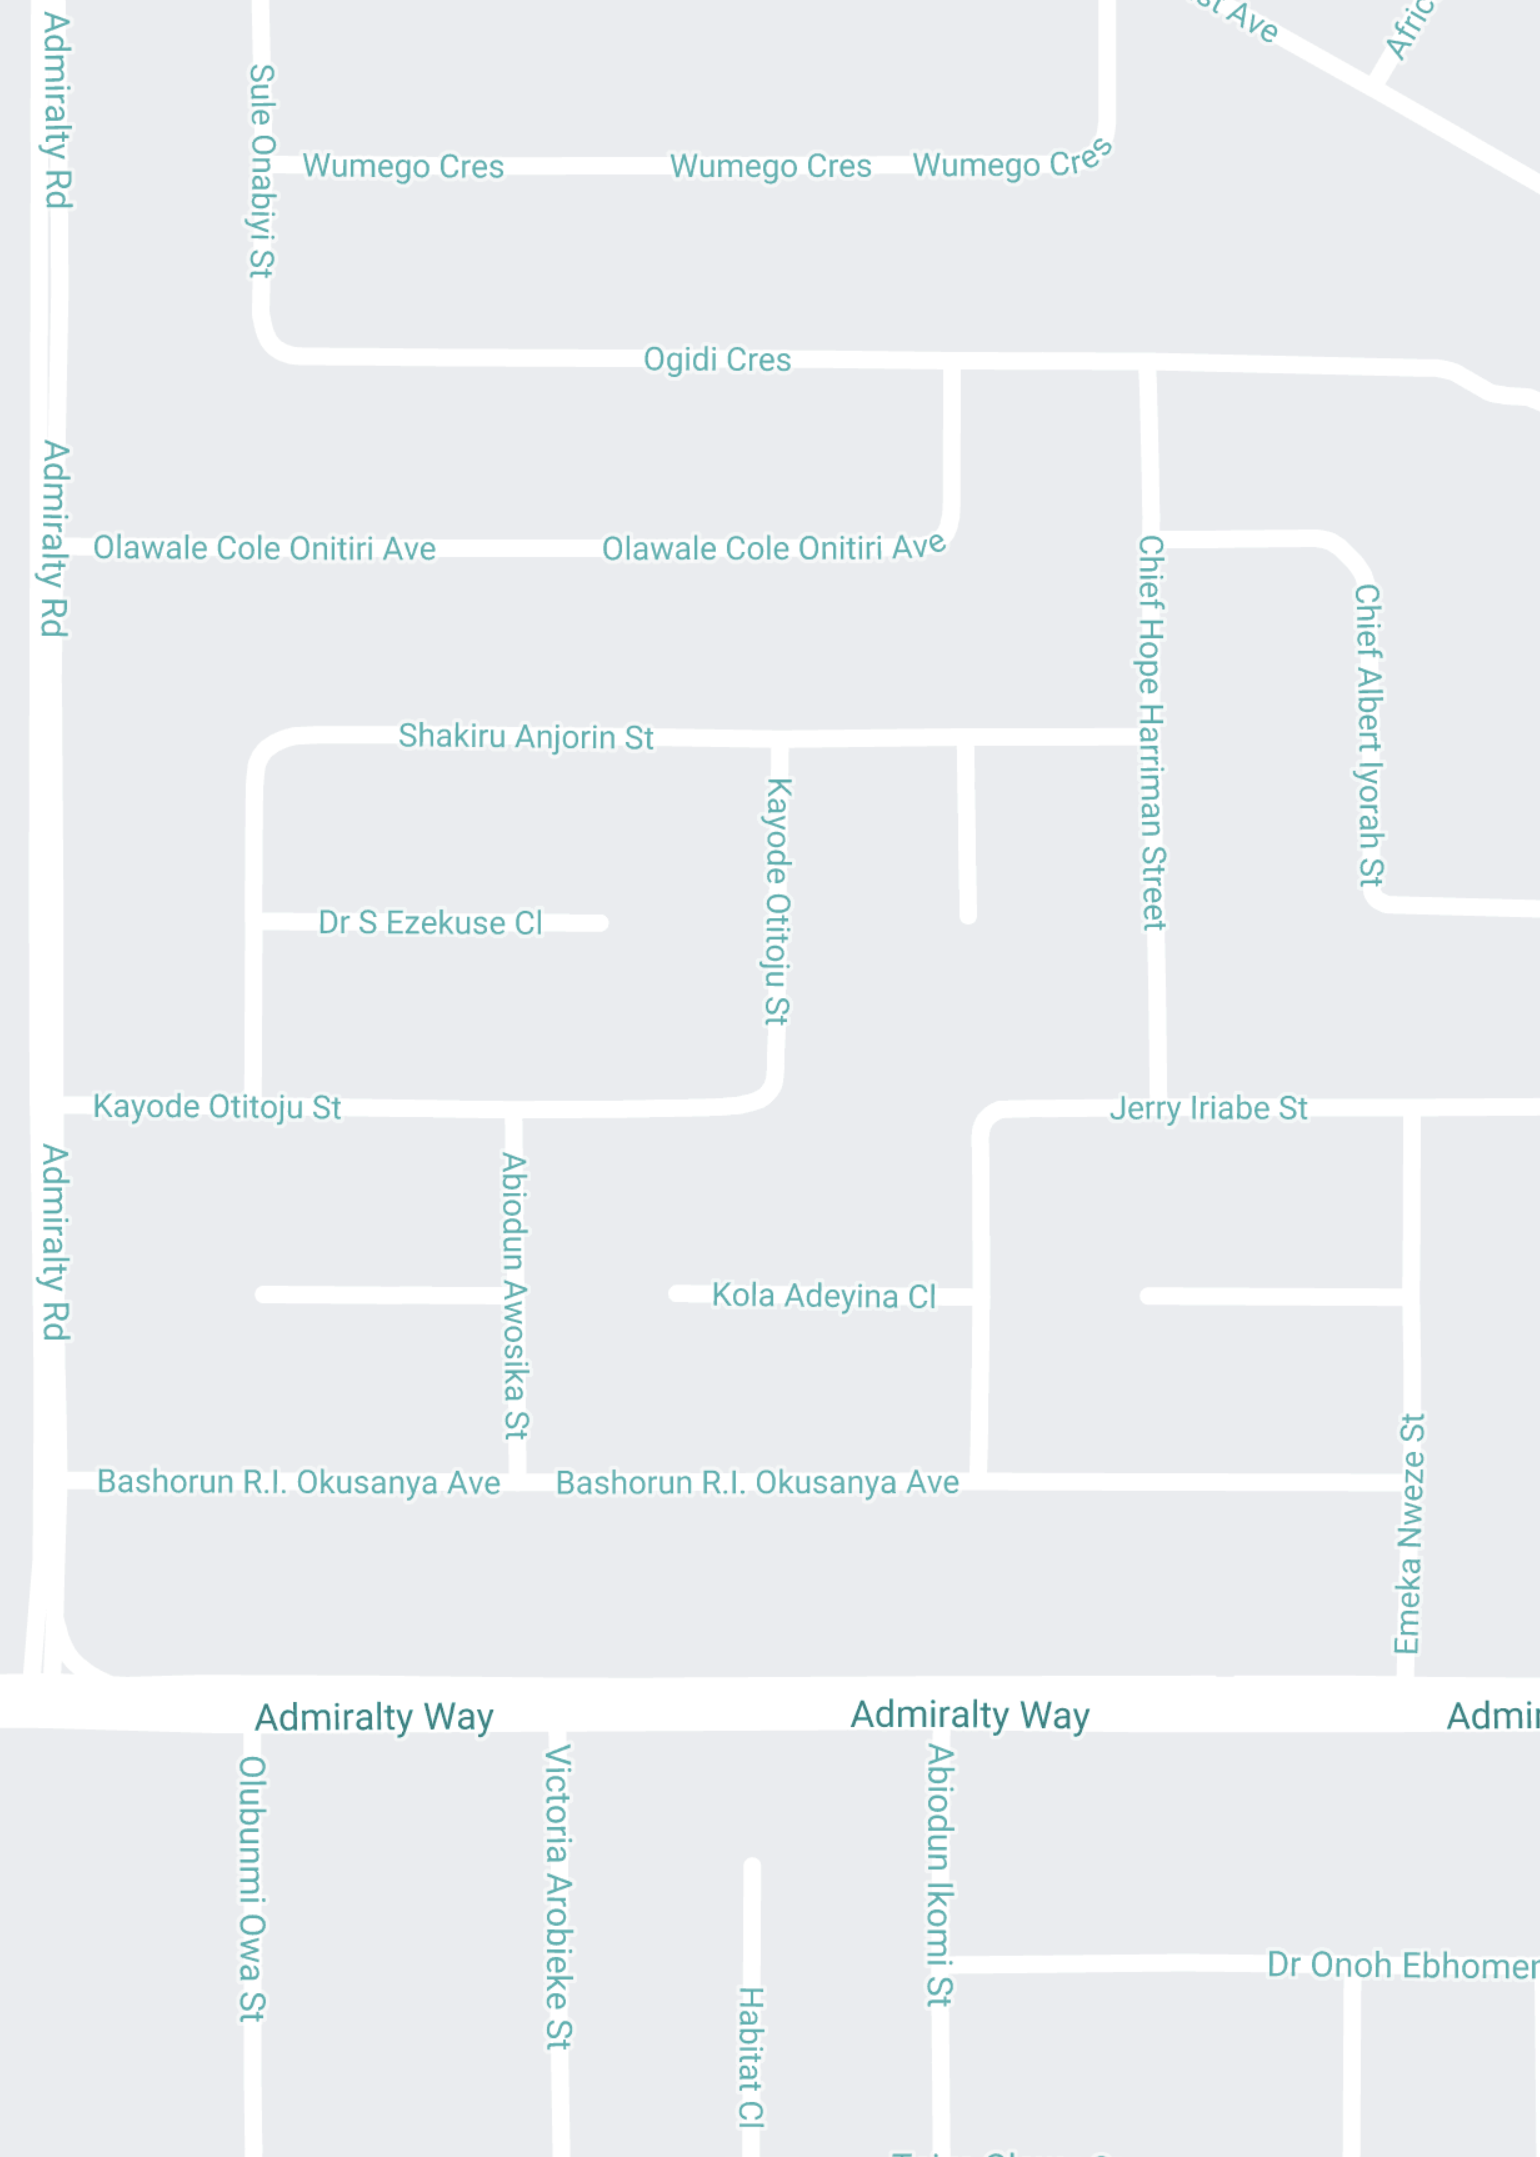 Admiralty Rd
Sule Onabiyi St
Wumego Cres
Wumego Cres
Wumego Cres
Ave
Ogidi Cres
Admiralty Rd
Olawale Cole Onitiri Ave
Olawale Cole Onitiri Ave
Chief Hope Harriman Street
Chief Albert Iyorah St
Shakiru Anjorin St
Kayode Otitoju St
Dr S Ezekuse Cl
Kayode Otitoju St
Jerry Iriabe St
Admiralty Rd
Abiodun Awosika St
Kola Adeyina Cl
Emeka Nweze St
Bashorun R.I. Okusanya Ave
Bashorun R.I. Okusanya Ave
Admiralty Way
Admiralty Way
Olubunmi Owa St
Victoria Arobieke St
Habitat Cl
Abiodun Ikomi St
Dr Onoh